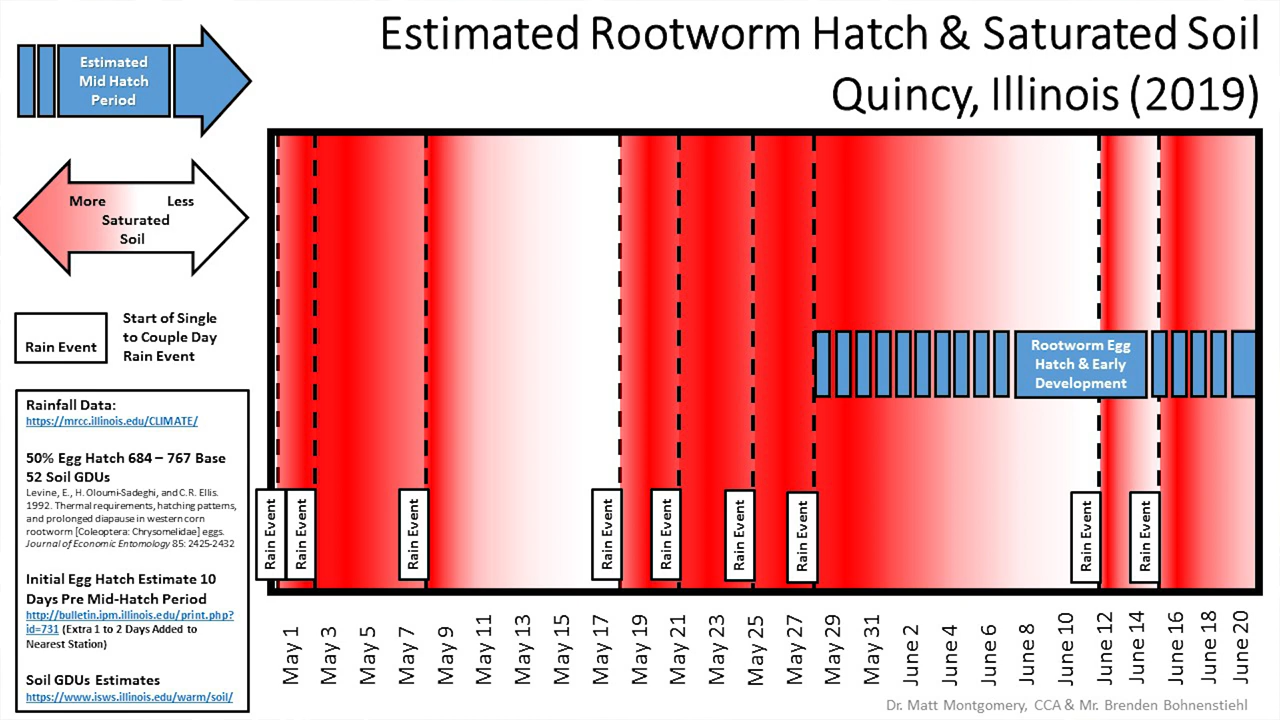 Estimated Rootworm Hatch & Saturated Soil
Quincy, Illinois (2019)
Estimated
Mid Hatch
Period
More Less
Saturated
Soil
Rain Event
Start of Single
to Couple Day
Rain Event
Rainfall Data:
https://mrcc.illinois.edu/CLIMATE/
50% Egg Hatch 684 – 767 Base
52 Soil GDUs
Levine, E., H. Oloumi-Sadeghi, and C.R. Ellis.
1992. Thermal requirements, hatching patterns,
and prolonged diapause in western corn
rootworm [Coleoptera: Chrysomelidae] eggs.
Journal of Economic Entomology 85: 2425-2432
Initial Egg Hatch Estimate 10
Days Pre Mid-Hatch Period
http://bulletin.ipm.illinois.edu/print.php?
id=731 (Extra 1 to 2 Days Added to
Nearest Station)
Soil GDUs Estimates
https://www.isws.illinois.edu/warm/soil/
Rootworm Egg
Hatch & Early
Development
Rain Event
Rain Event
Rain Event
Rain Event
Rain Event
Rain Event
Rain Event
Rain Event
Rain Event
May 1
May 3
May 5
May 7
May 9
May 11
May 13
May 15
May 17
May 19
May 21
May 23
May 25
May 27
May 29
May 31
June 2
June 4
June 6
June 8
June 10
June 12
June 14
June 16
June 18
June 20
Dr. Matt Montgomery, CCA & Mr. Brenden Bohnenstiehl